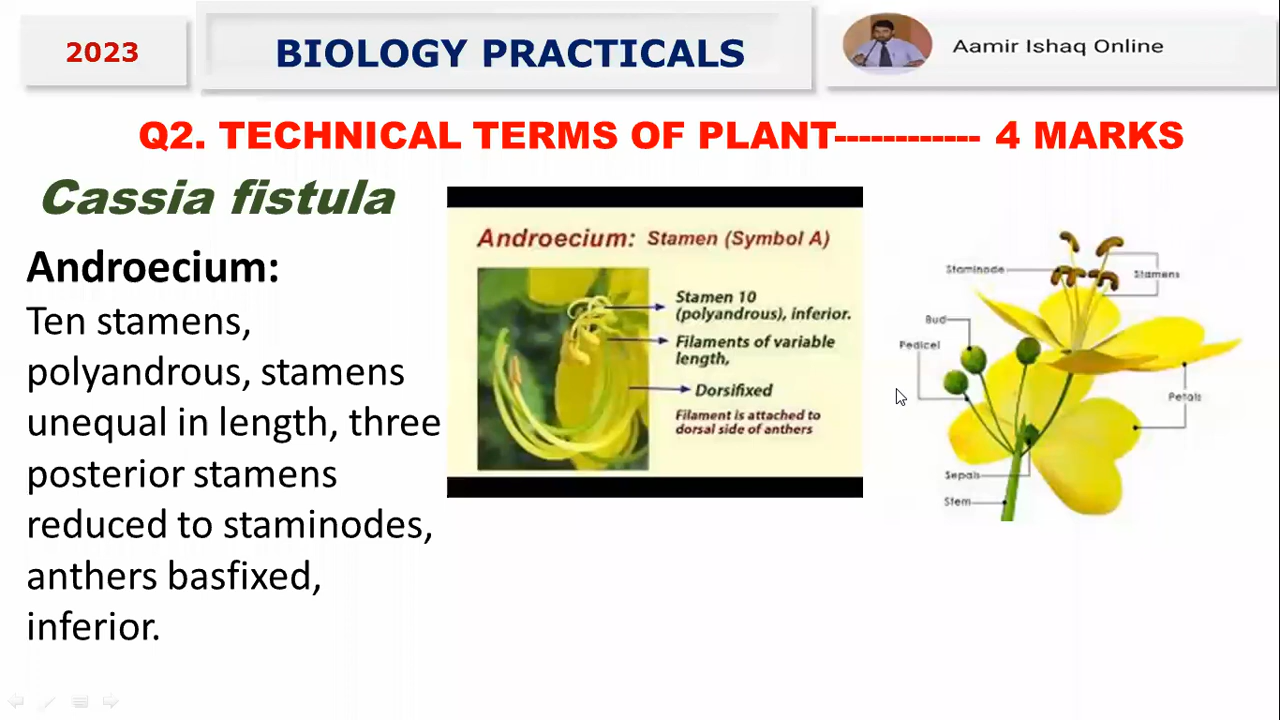 2023
BIOLOGY PRACTICALS
Aamir Ishaq Online
Q2. TECHNICAL TERMS OF PLANT------------ 4 MARKS
Cassia fistula
Androecium:
Ten stamens,
polyandrous, stamens
unequal in length, three
posterior stamens
reduced to staminodes,
anthers basfixed,
inferior.
Androecium: Stamen (Symbol A)
Stamen 10
(polyandrous), inferior.
Filaments of variable
length,
Dorsifixed
Filament is attached to
dorsal side of anthers
Staminode
Stamens
Bud
Pedicel
Petals
Sepals
Stem